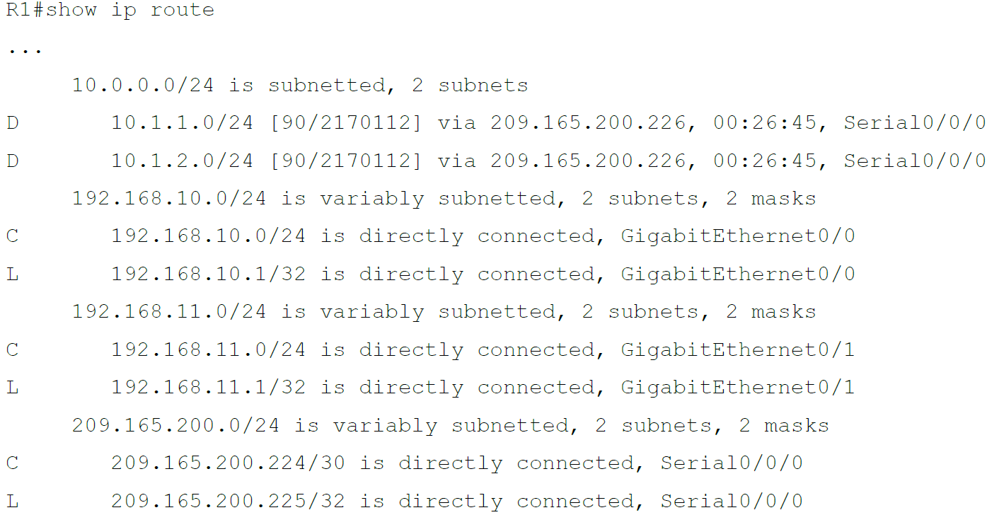 R1#show ip route
...
10.0.0.0/24 is subnetted, 2 subnets
D 10.1.1.0/24 [90/2170112] via 209.165.200.226, 00:26:45, Serial0/0/0
D 10.1.2.0/24 [90/2170112] via 209.165.200.226, 00:26:45, Serial0/0/0
192.168.10.0/24 is variably subnetted, 2 subnets, 2 masks
C 192.168.10.0/24 is directly connected, GigabitEthernet0/0
L 192.168.10.1/32 is directly connected, GigabitEthernet0/0
192.168.11.0/24 is variably subnetted, 2 subnets, 2 masks
C 192.168.11.0/24 is directly connected, GigabitEthernet0/1
L 192.168.11.1/32 is directly connected, GigabitEthernet0/1
209.165.200.0/24 is variably subnetted, 2 subnets, 2 masks
C 209.165.200.224/30 is directly connected, Serial0/0/0
L 209.165.200.225/32 is directly connected, Serial0/0/0